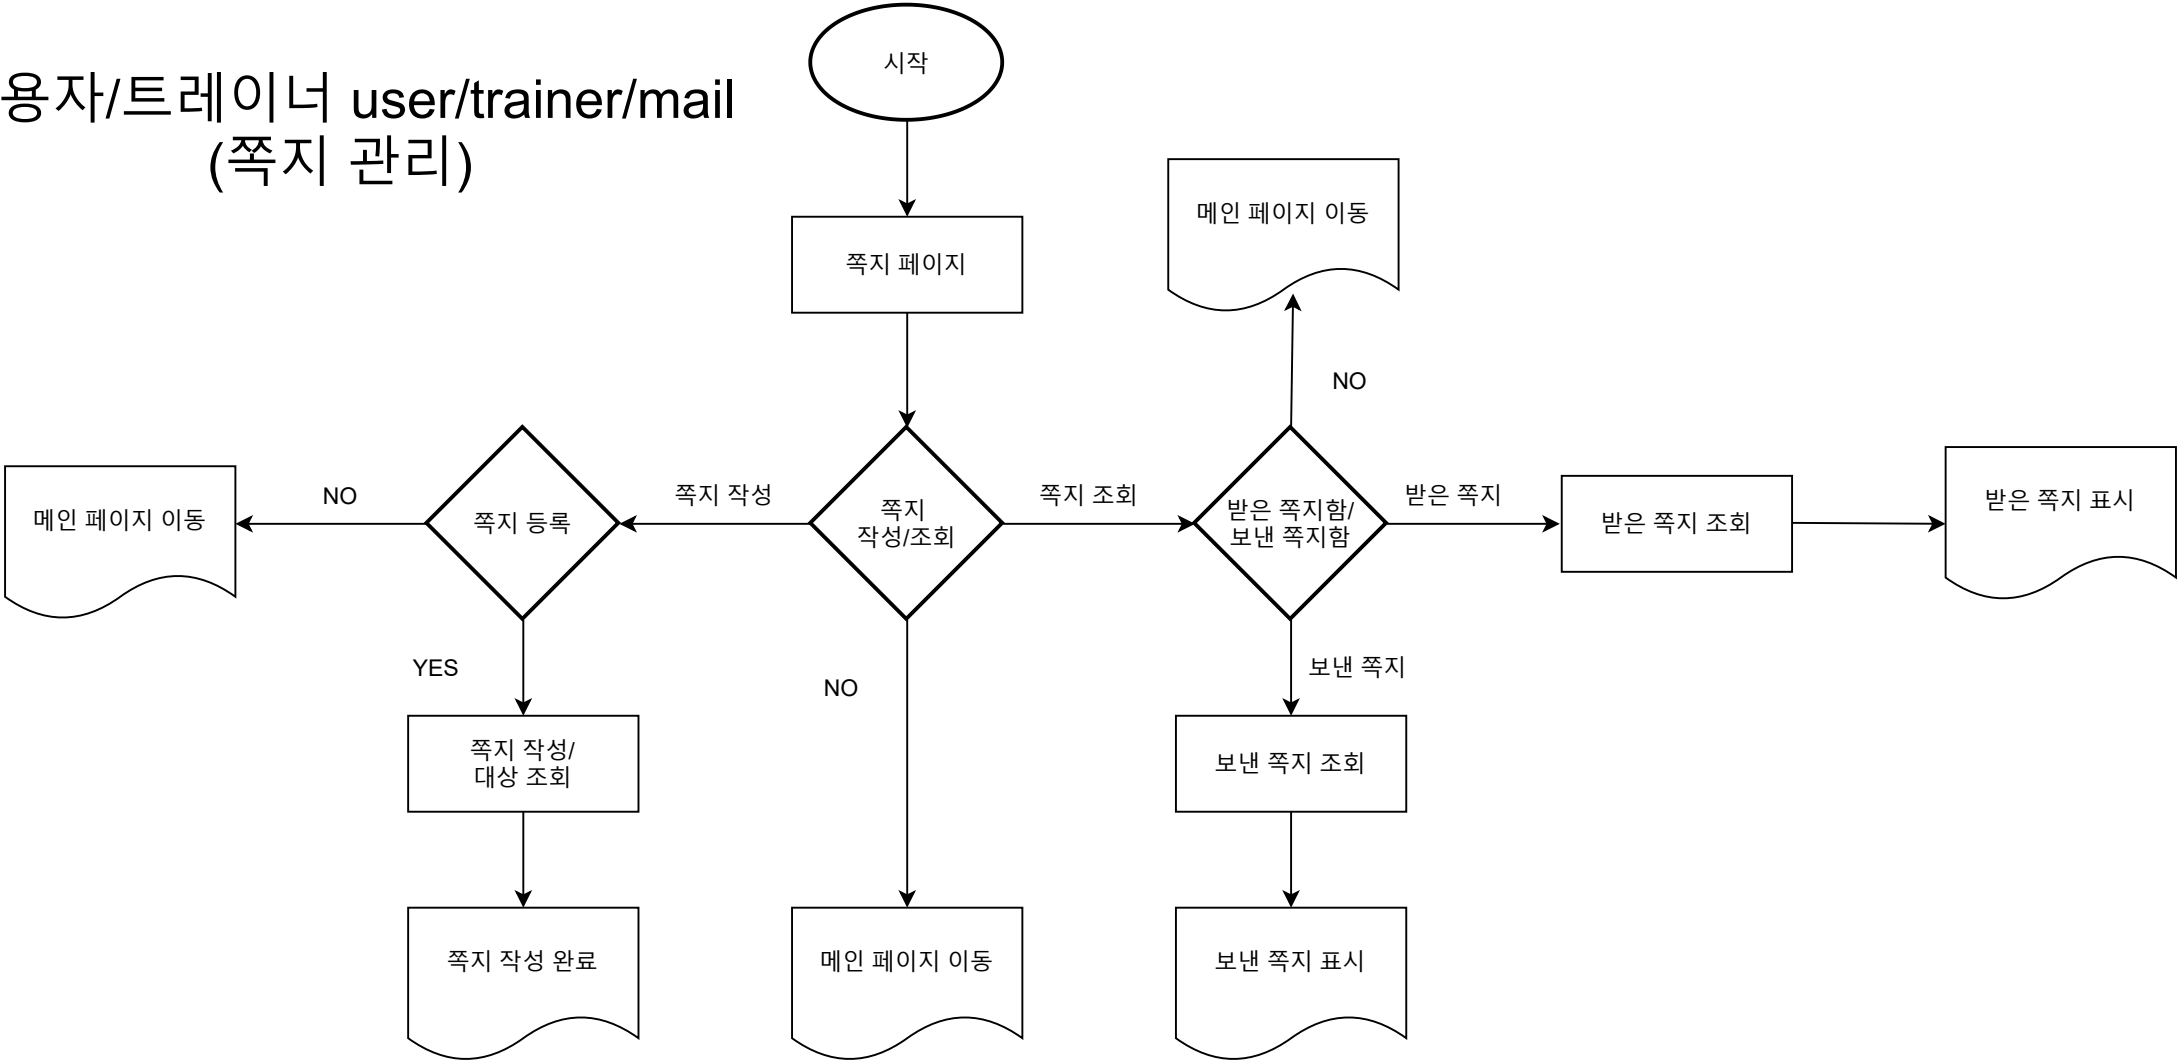 용자/트레이너 user/trainer/mail
(쪽지 관리)
시작
쪽지 페이지
메인 페이지 이동
NO
메인 페이지 이동
NO
쪽지 등록
쪽지 작성
쪽지
작성/조회
쪽지 조회
받은 쪽지함/
보낸 쪽지함
받은 쪽지
받은 쪽지 조회
받은 쪽지 표시
YES
NO
보낸 쪽지
쪽지 작성/
대상 조회
보낸 쪽지 조회
쪽지 작성 완료
메인 페이지 이동
보낸 쪽지 표시